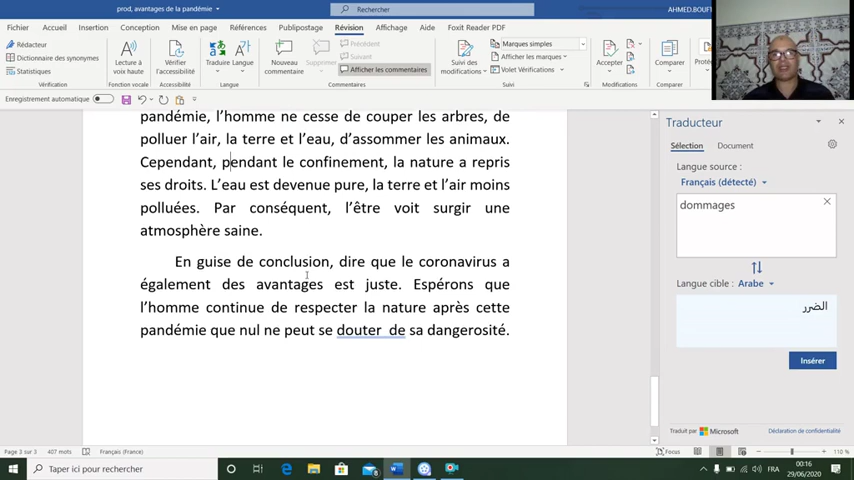 prod, avantages de la pandémie
Rechercher
AHMED.BOUF
Fichier Accueil Insertion Conception Mise en page Références Publipostage Révision Affichage Aide Foxit Reader PDF
Rédacteur
Dictionnaire des synonymes
Statistiques
Lecture à voix haute
Vérifier l'accessibilité
Traduire Langue
Nouveau commentaire
Supprimer
Précédent
Suivant
Afficher les commentaires
Suivi des modifications
Marques simples
Afficher les marques
Volet Vérifications
Accepter
Comparer
Enregistrement automatique
pandémie, l'homme ne cesse de couper les arbres, de
polluer l'air, la terre et l'eau, d'assommer les animaux.
Cependant, pendant le confinement, la nature a repris
ses droits. L'eau est devenue pure, la terre et l'air moins
polluées. Par conséquent, l'être voit surgir une
atmosphère saine.
En guise de conclusion, dire que le coronavirus a
également des avantages est juste. Espérons que
l'homme continue de respecter la nature après cette
pandémie que nul ne peut se douter de sa dangerosité.
Traducteur
Sélection Document
Langue source :
Français (détecté)
dommages
Langue cible : Arabe
الضرر
Insérer
Traduit par Microsoft Déclaration de confidentialité
Page 3 sur 3 407 mots Français (France)
Focus
110 %
Taper ici pour rechercher
FRA
00:16
29/06/2020